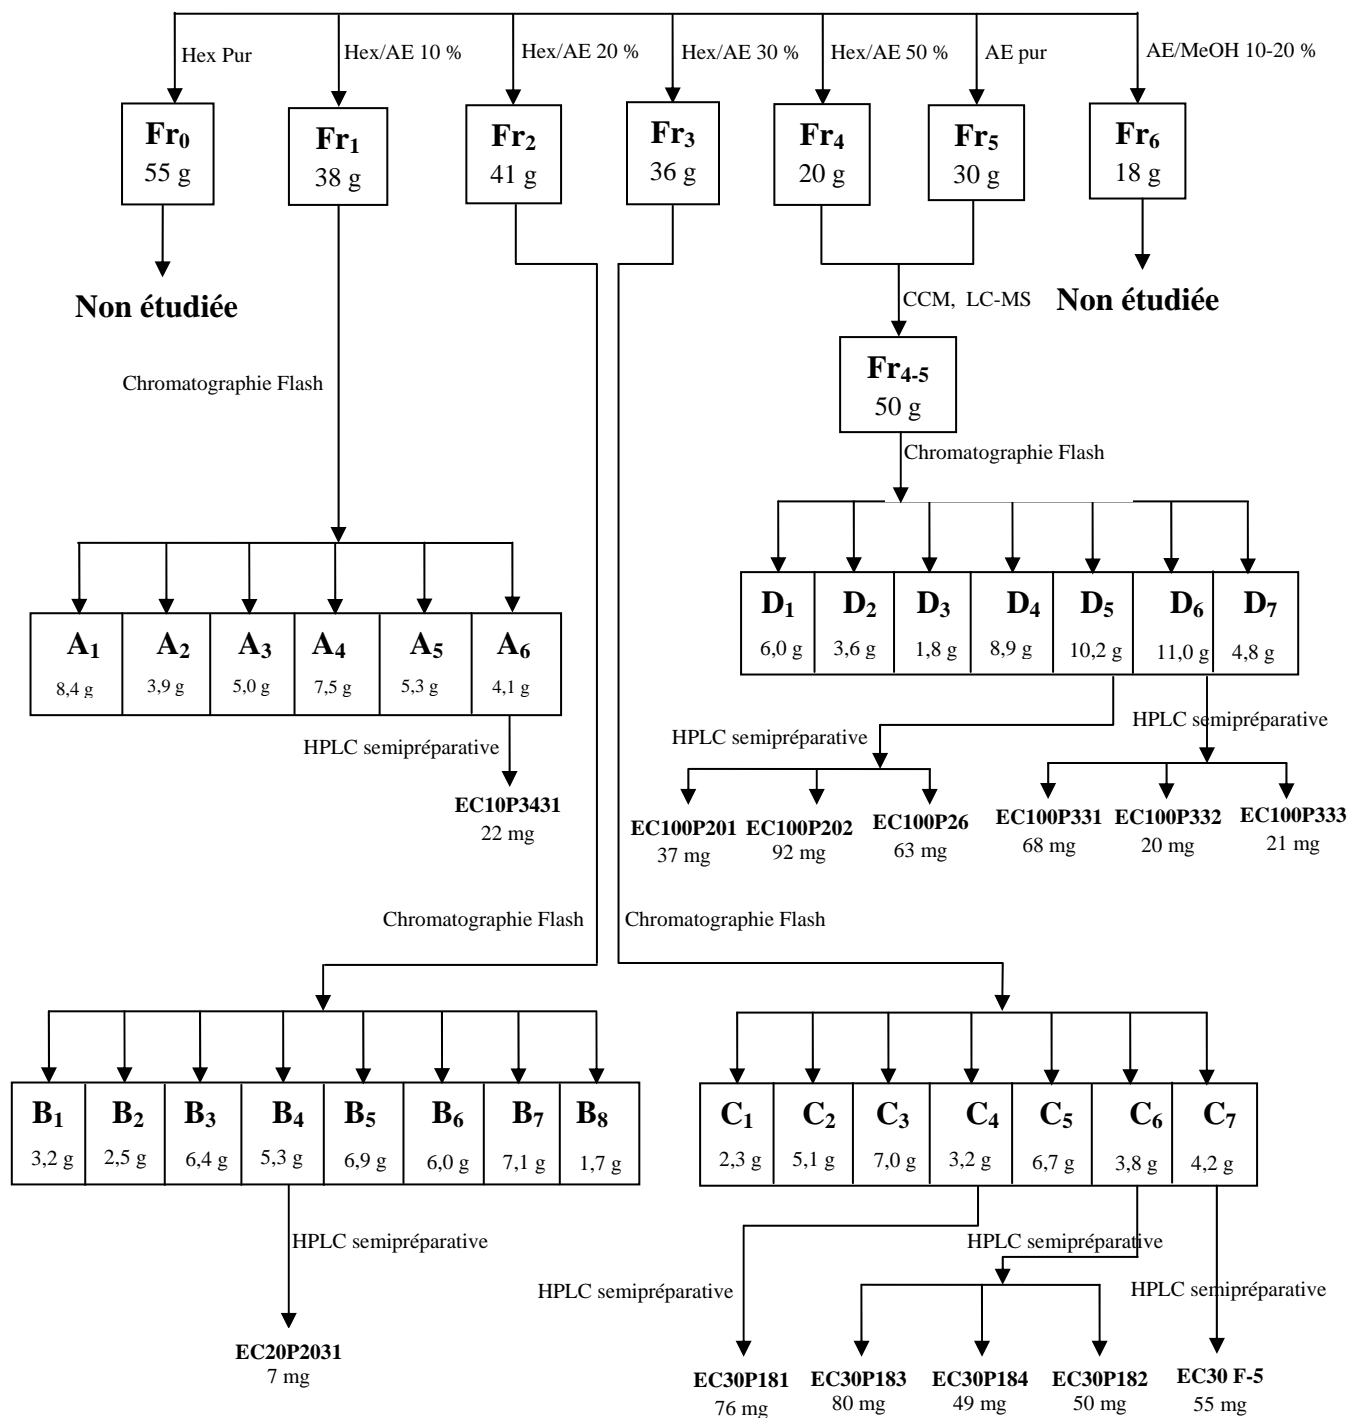 Hex Pur
Hex/AE 10 %
Hex/AE 20 %
Hex/AE 30 %
Hex/AE 50 %
AE pur
AE/MeOH 10-20 %
Fr0
55 g
Fr1
38 g
Fr2
41 g
Fr3
36 g
Fr4
20 g
Fr5
30 g
Fr6
18 g
Non étudiée
CCM, LC-MS
Non étudiée
Fr4-5
50 g
Chromatographie Flash
Chromatographie Flash
A1
8,4 g
A2
3,9 g
A3
5,0 g
A4
7,5 g
A5
5,3 g
A6
4,1 g
D1
6,0 g
D2
3,6 g
D3
1,8 g
D4
8,9 g
D5
10,2 g
D6
11,0 g
D7
4,8 g
HPLC semipréparative
HPLC semipréparative
HPLC semipréparative
EC10P3431
22 mg
EC100P201
37 mg
EC100P202
92 mg
EC100P26
63 mg
EC100P331
68 mg
EC100P332
20 mg
EC100P333
21 mg
Chromatographie Flash
Chromatographie Flash
B1
3,2 g
B2
2,5 g
B3
6,4 g
B4
5,3 g
B5
6,9 g
B6
6,0 g
B7
7,1 g
B8
1,7 g
C1
2,3 g
C2
5,1 g
C3
7,0 g
C4
3,2 g
C5
6,7 g
C6
3,8 g
C7
4,2 g
HPLC semipréparative
HPLC semipréparative
HPLC semipréparative
HPLC semipréparative
EC20P2031
7 mg
EC30P181
76 mg
EC30P183
80 mg
EC30P184
49 mg
EC30P182
50 mg
EC30 F-5
55 mg